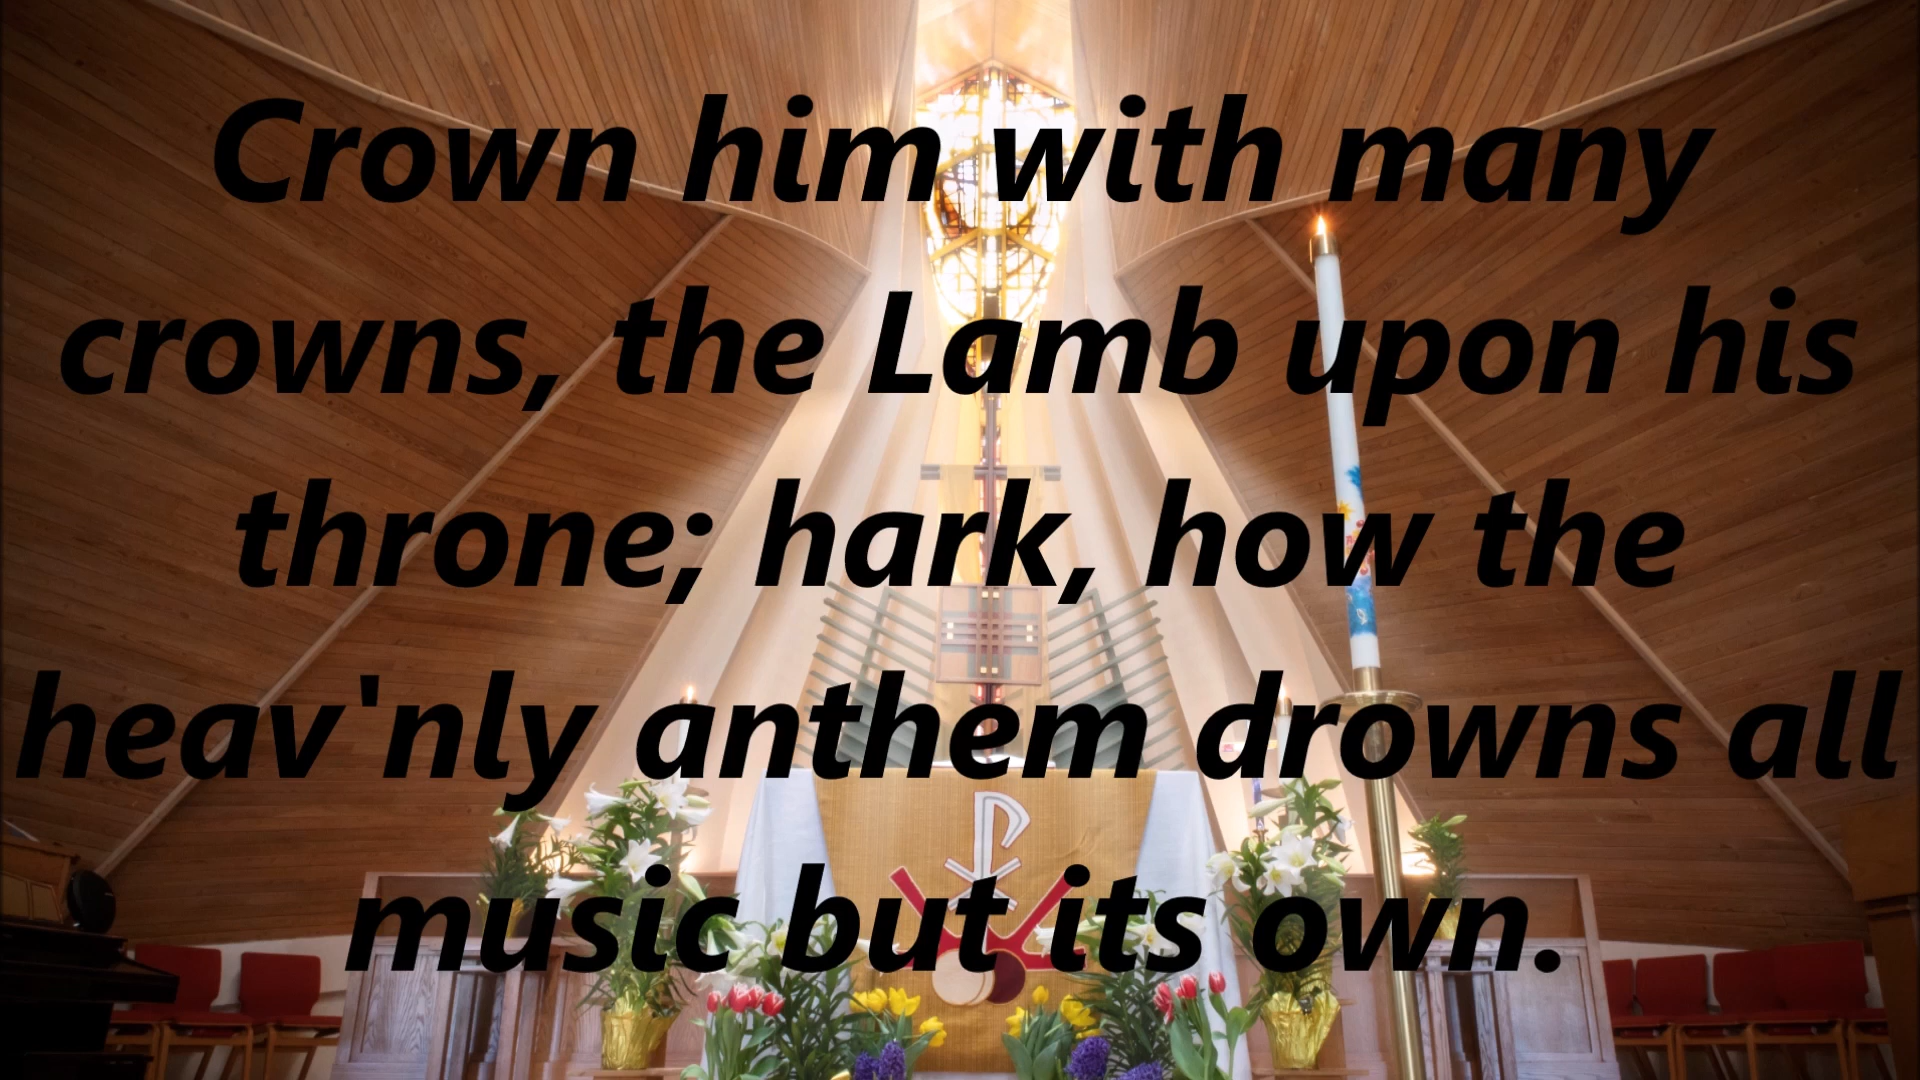 Crown him with many
crowns, the Lamb upon his
throne; hark, how the
heav'nly anthem drowns all
music but its own.